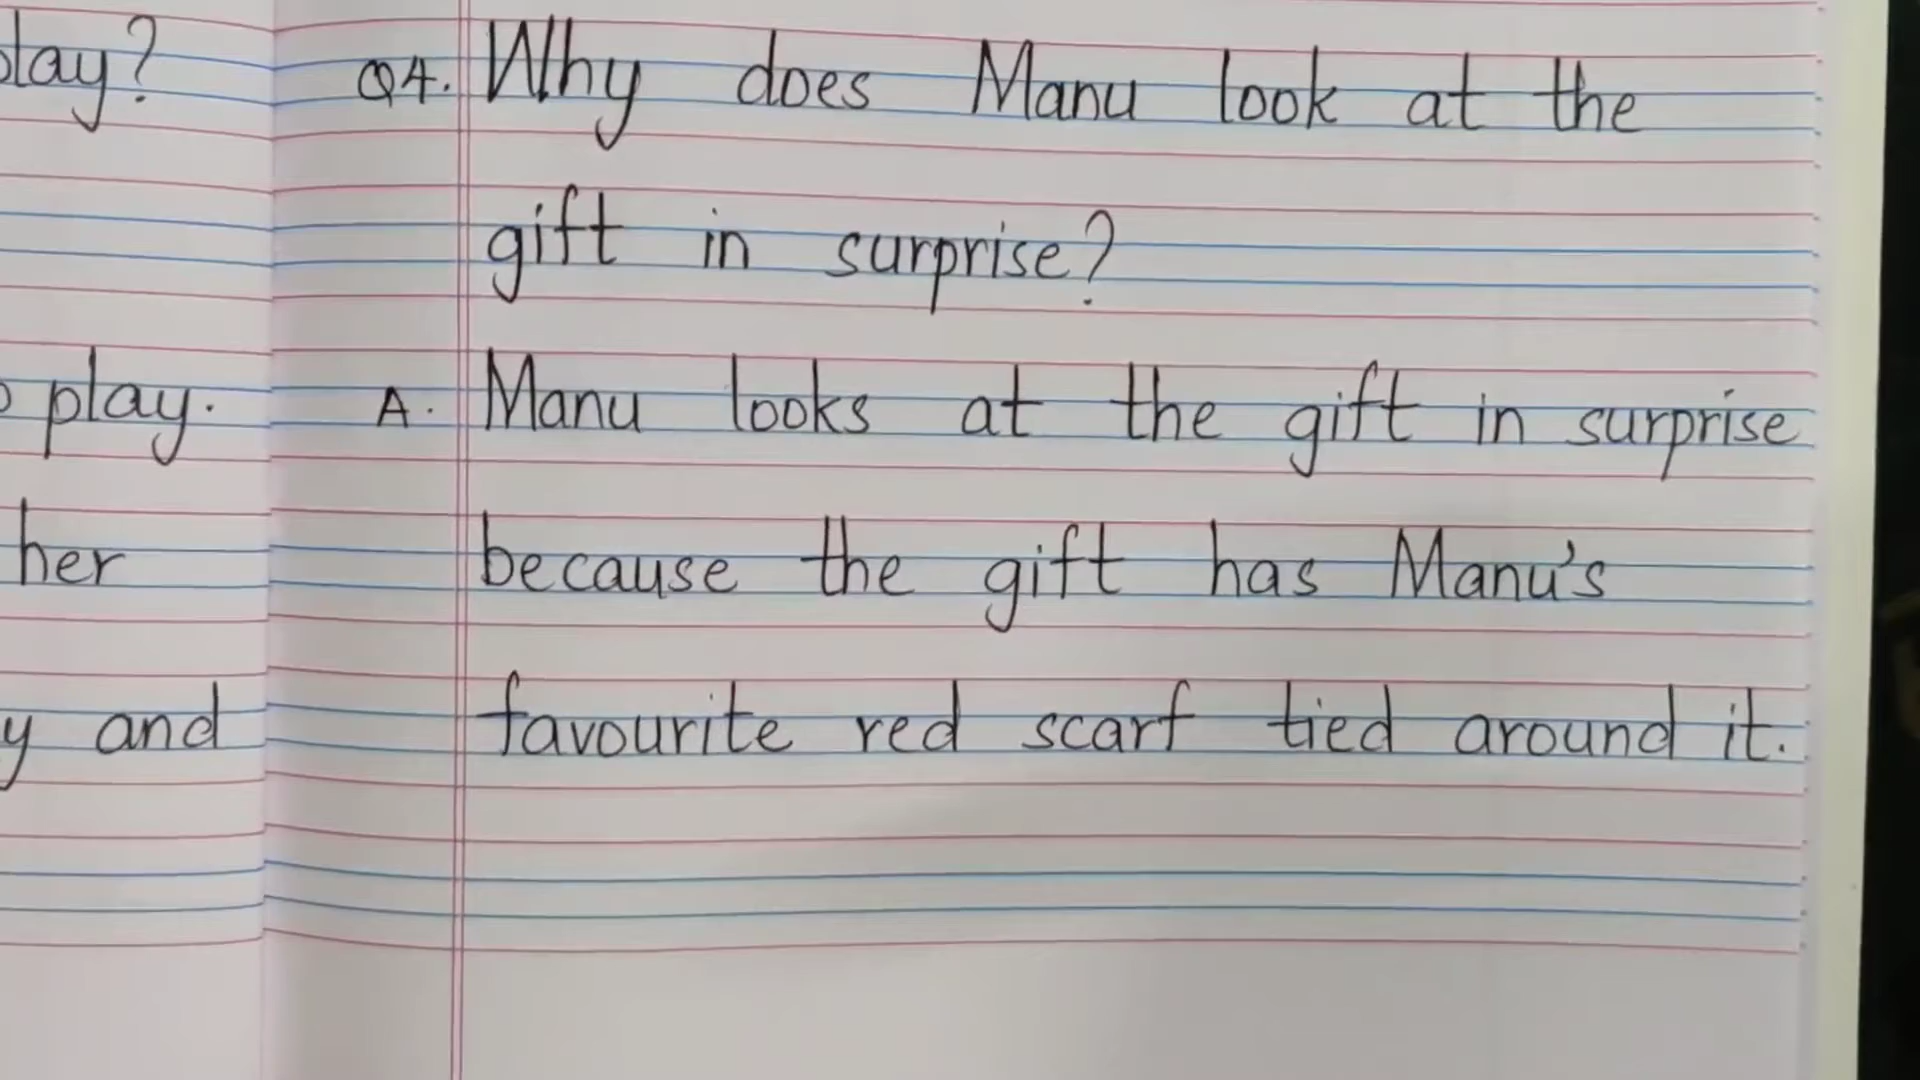 play?
play.
her
and
Q4. Why does Manu look at the
gift in surprise?
A. Manu looks at the gift in surprise
because the gift has Manu's
favourite red scarf tied around it.